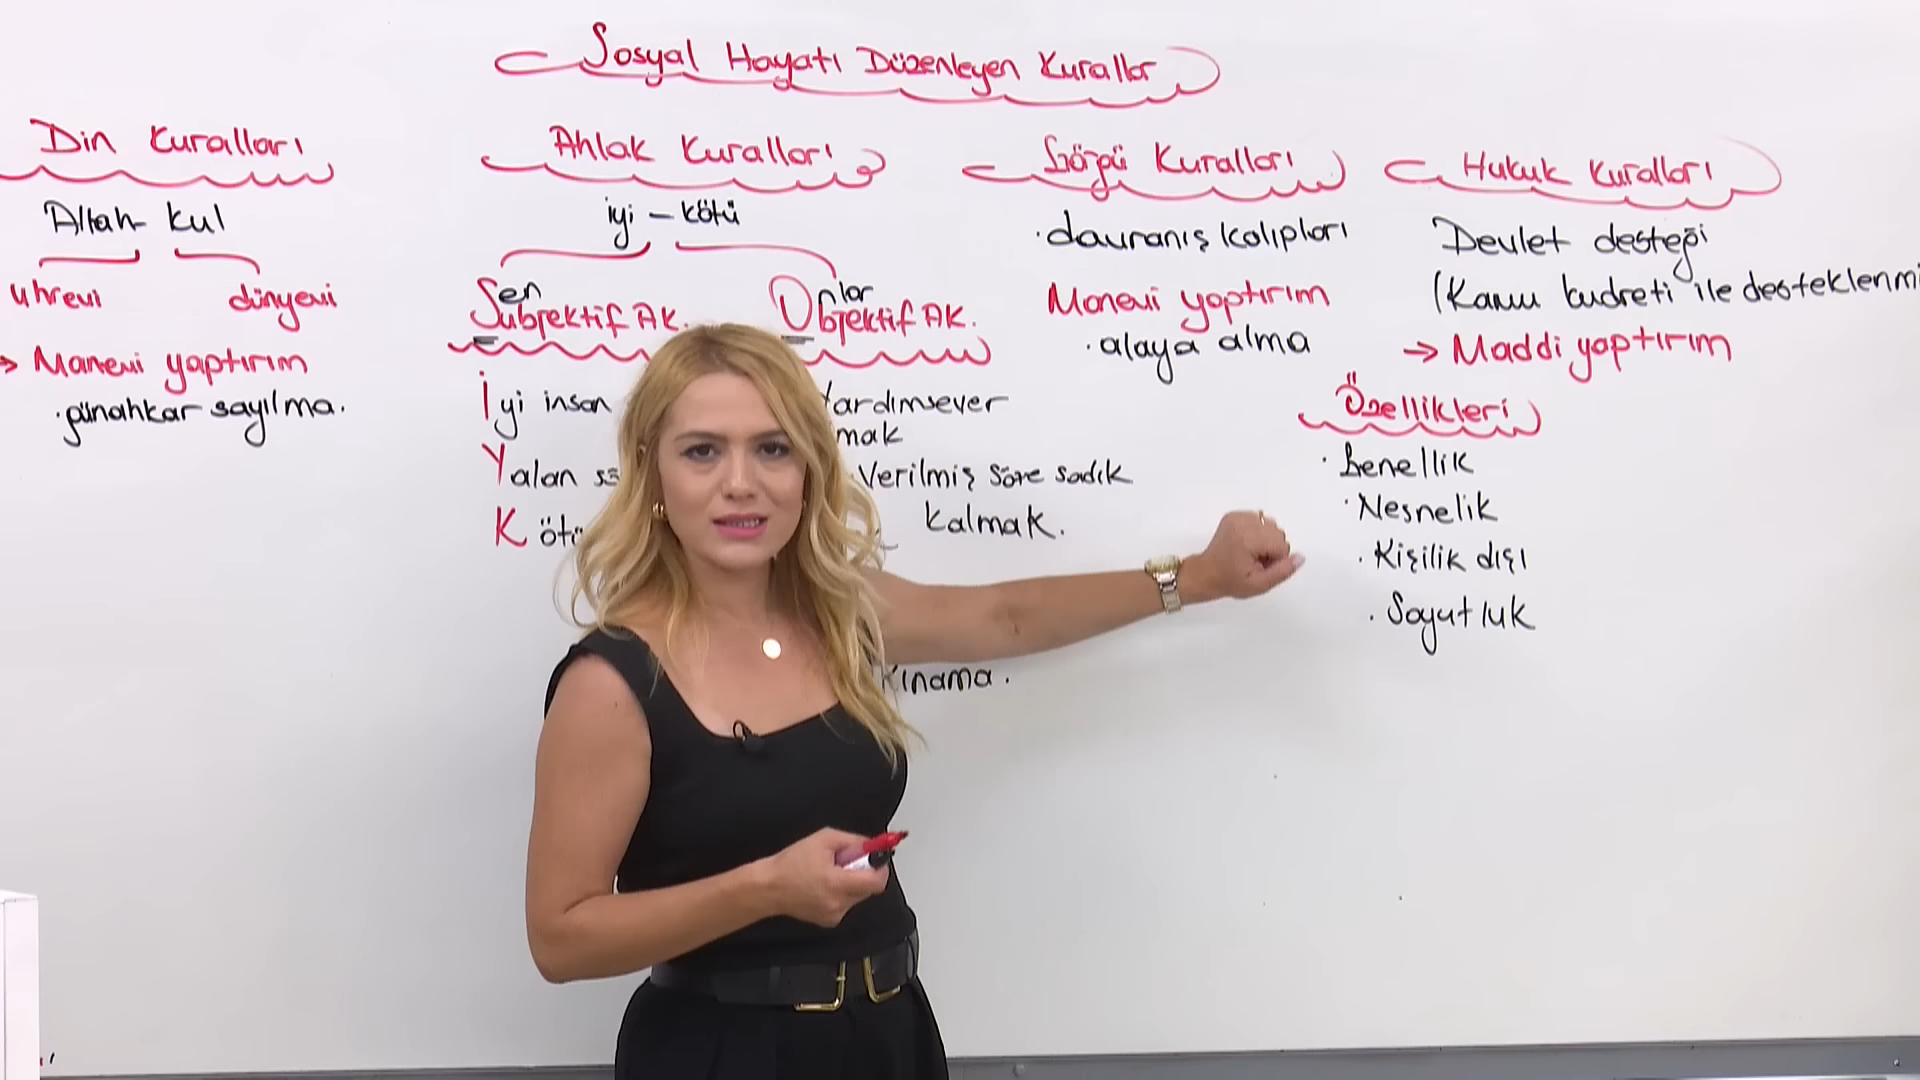 Sosyal Hayatı Düzenleyen Kurallar
Din Kuralları
Allah - kul
Uhrevi dünyevi
→ Manevi yaptırım
· günahkar sayılma.
Ahlak Kuralları
iyi - kötü
Sen Onlar
Subjektif AK. Objektif AK.
İyi insan
Yalan
Kötü
Yardımsever
mak
Verilmiş söze sadık
kalmak.
Kınama.
Görgü Kuralları
· davranış kalıpları
Manevi yaptırım
· alaya alma
Hukuk Kuralları
Devlet desteği
(Kamu kudreti ile desteklenmi
→ Maddi yaptırım
Özellikleri
· Genellik
· Nesnelik
· Kişilik dışı
· Soyutluk